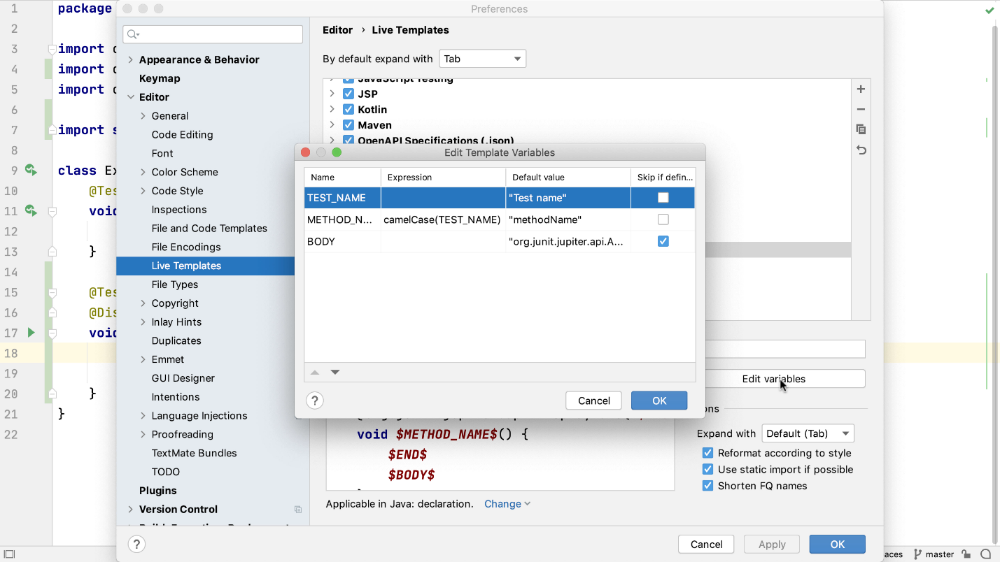 Preferences
1 package
2
3 import
4 import
5 import
6
7 import
8
9 class
10 @Tes
11 void
12
13 }
14
15 @Tes
16 @Dis
17 void
18
19
20 }
21 }
22
Appearance & Behavior
Keymap
Editor
General
Code Editing
Font
Color Scheme
Code Style
Inspections
File and Code Templates
File Encodings
Live Templates
File Types
Copyright
Inlay Hints
Duplicates
Emmet
GUI Designer
Intentions
Language Injections
Proofreading
TextMate Bundles
TODO
Plugins
Version Control
Editor › Live Templates
By default expand with Tab
JavaScript Testing
JSP
Kotlin
Maven
OpenAPI Specifications (.json)
Edit Template Variables
Name Expression Default value Skip if defin...
TEST_NAME "Test name"
METHOD_N... camelCase(TEST_NAME) "methodName"
BODY "org.junit.jupiter.api.A...
? Cancel OK
Edit variables
ons
Expand with Default (Tab)
Reformat according to style
Use static import if possible
Shorten FQ names
void $METHOD_NAME$() {
$END$
$BODY$
Applicable in Java: declaration. Change
? Cancel Apply OK
aces master